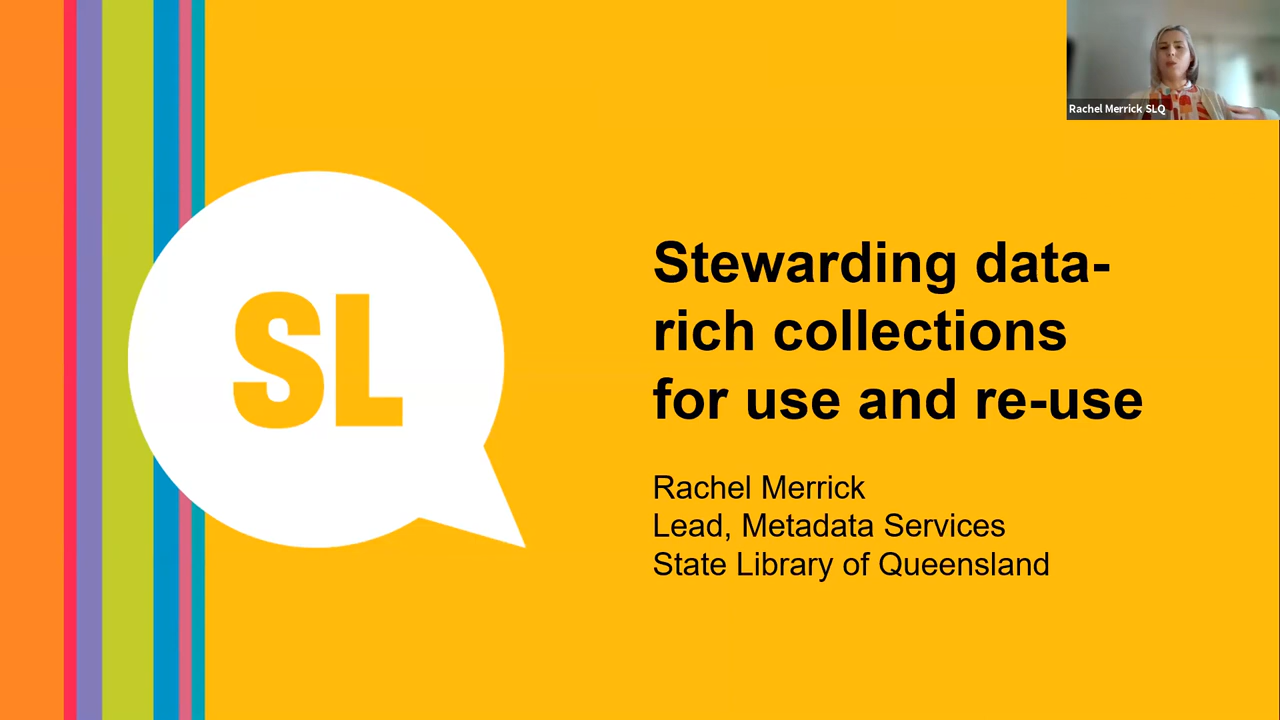 Rachel Merrick SLQ
SL
Stewarding data-
rich collections
for use and re-use
Rachel Merrick
Lead, Metadata Services
State Library of Queensland